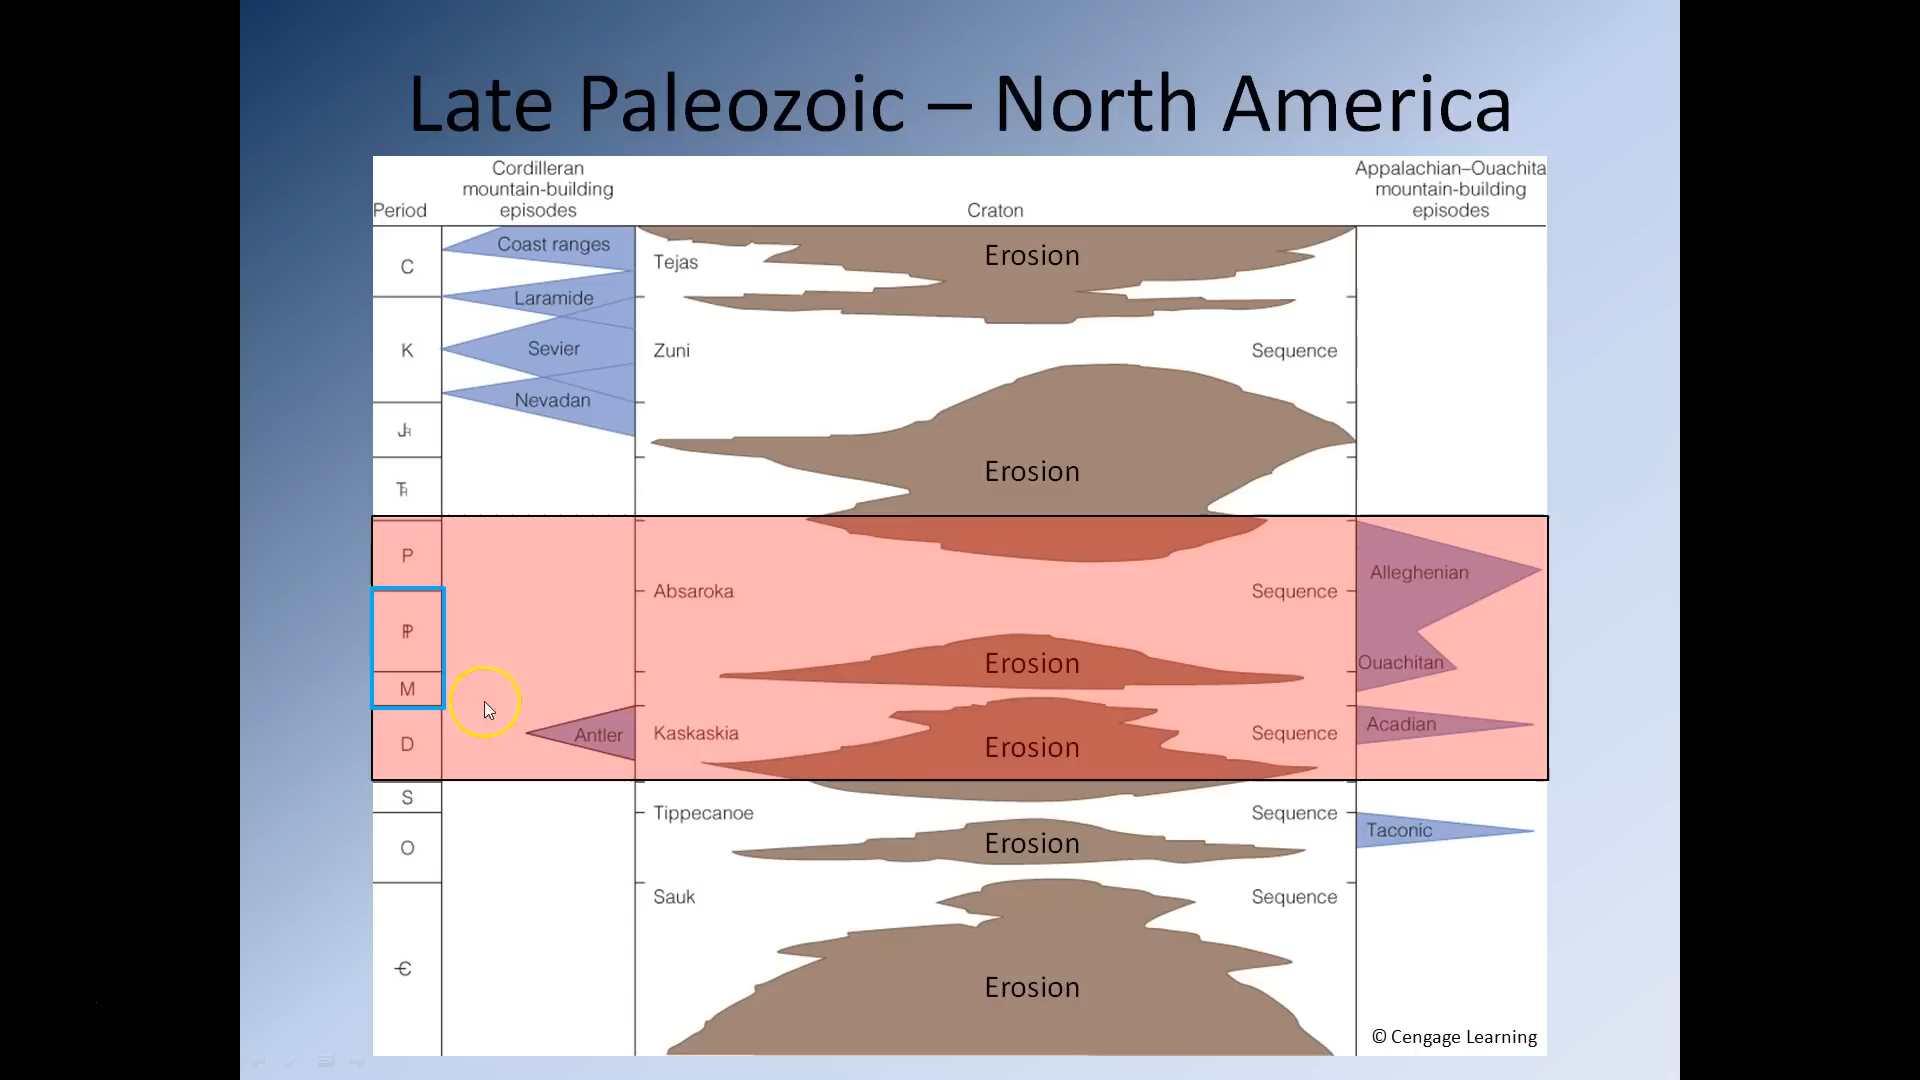 Late Paleozoic – North America
Cordilleran
mountain-building
episodes
Appalachian–Ouachita
mountain-building
episodes
Period
Craton
C
Coast ranges
Tejas
Erosion
Laramide
K
Sevier
Zuni
Sequence
Nevadan
J
Erosion
Tr
P
Absaroka
Sequence
Alleghenian
IP
Erosion
Ouachitan
M
D
Antler
Kaskaskia
Erosion
Sequence
Acadian
S
Tippecanoe
Sequence
Taconic
O
Erosion
Sauk
Sequence
Ꞓ
Erosion
© Cengage Learning